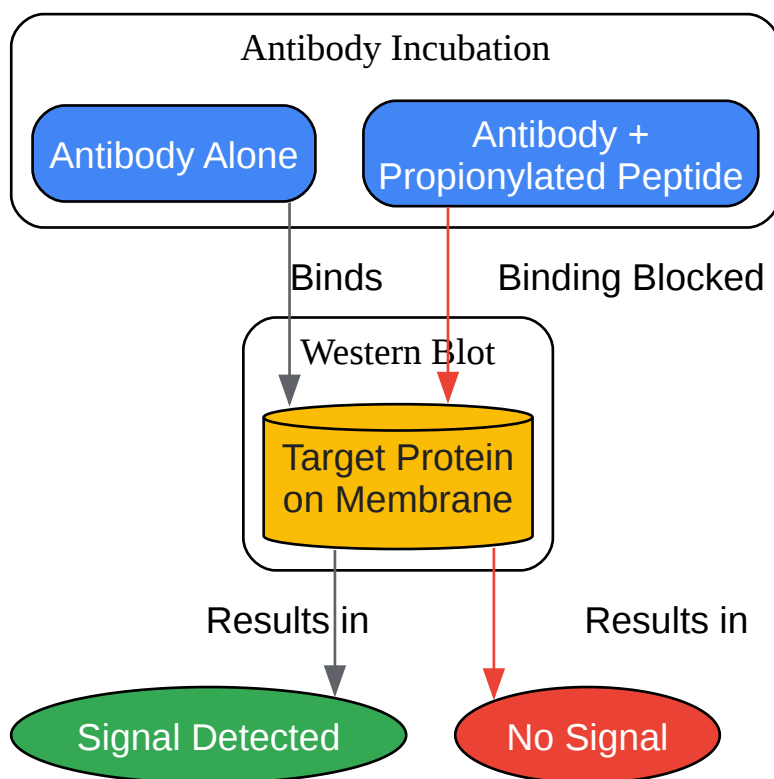 Antibody Incubation
Antibody Alone
Antibody +
Propionylated Peptide
Binds
Binding Blocked
Western Blot
Target Protein
on Membrane
Results in
Results in
Signal Detected
No Signal